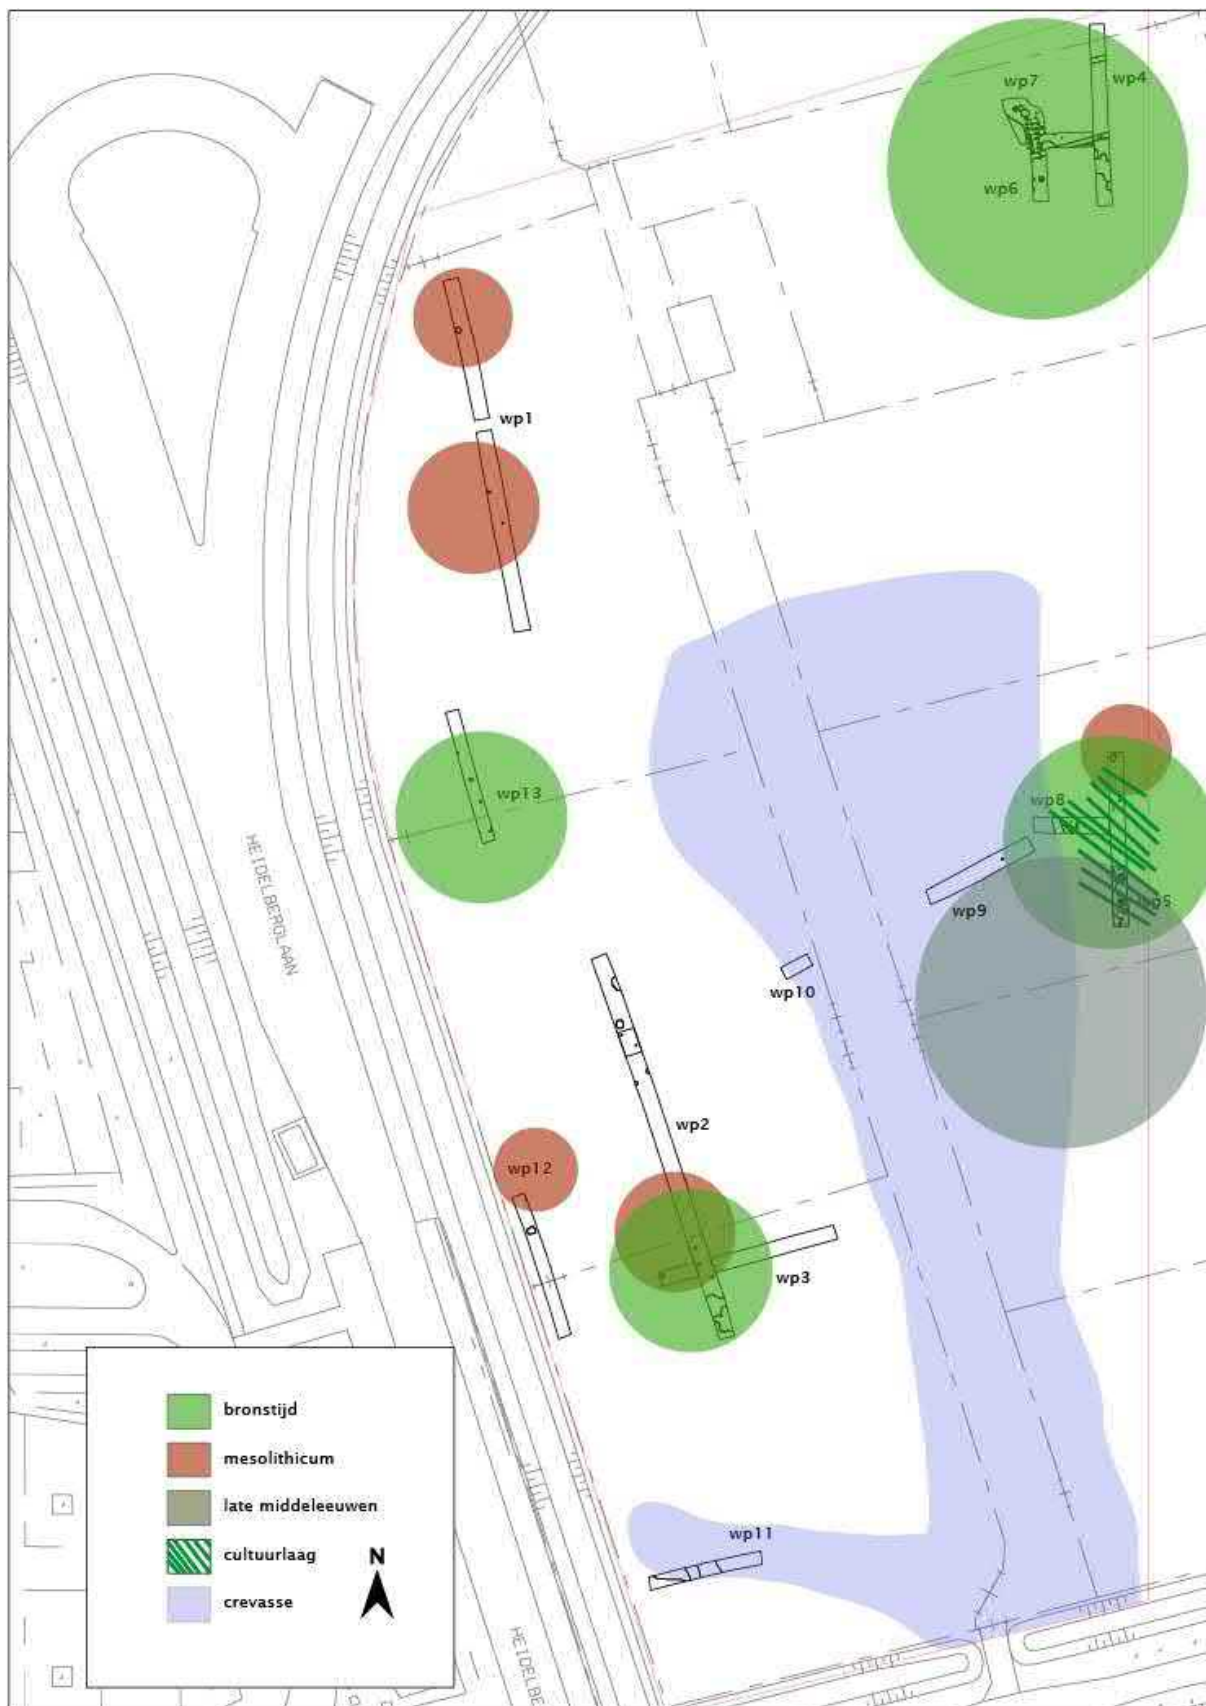 wp7
wp4
wp6
wp1
wp13
wp8
wp5
wp9
wp10
HEIDELBERGLAAN
wp2
wp12
wp3
wp11
bronstijd
mesolithicum
late middeleeuwen
cultuurlaag
crevasse
N
HEIDELBE